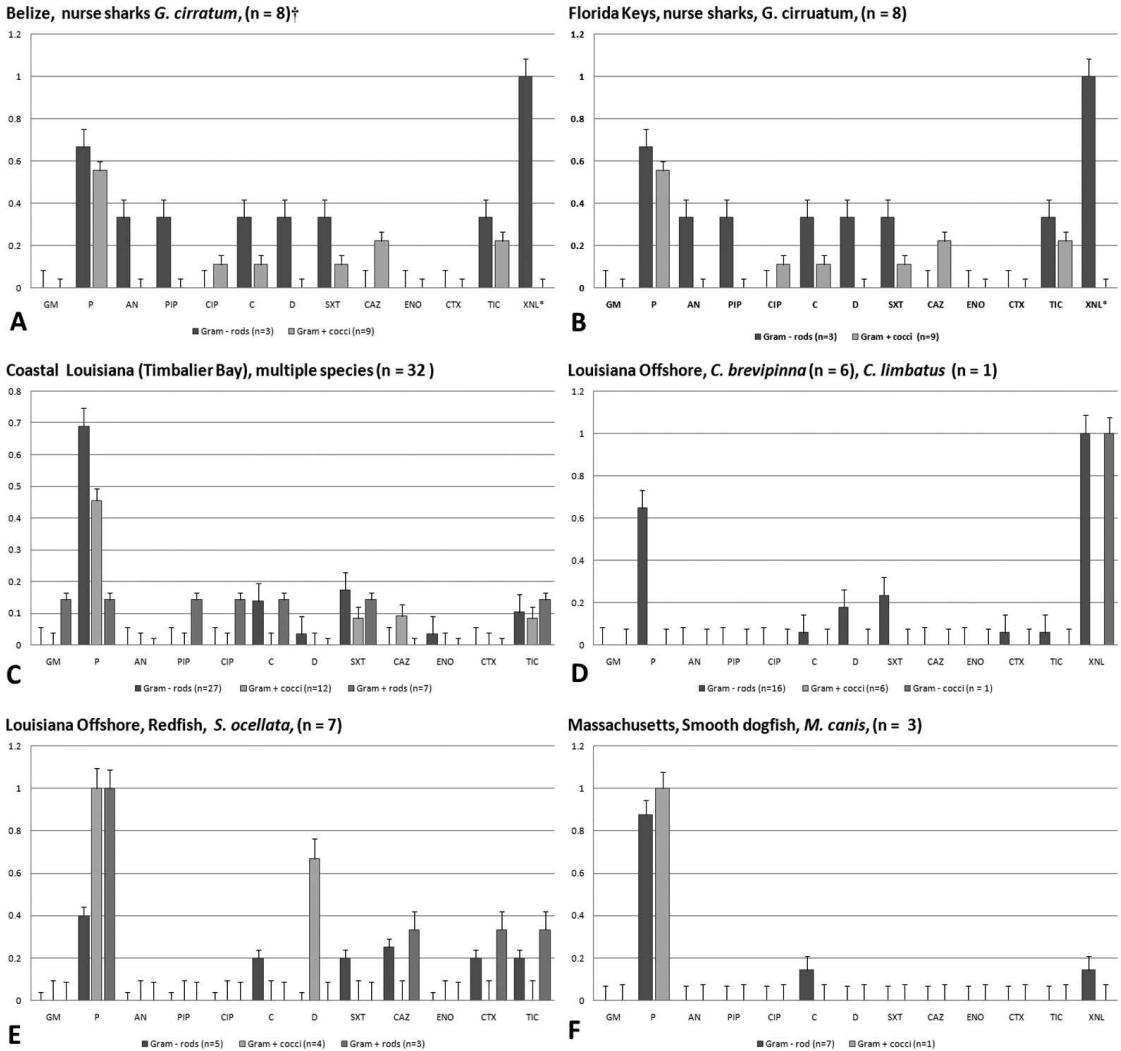 Belize, nurse sharks G. cirratum, (n = 8)†
1.2
1
0.8
0.6
0.4
0.2
0
GM P AN PIP CIP C D SXT CAZ ENO CTX TIC XNL*
A
Gram - rods (n=3) Gram + cocci (n=9)
Florida Keys, nurse sharks, G. cirruatum, (n = 8)
1.2
1
0.8
0.6
0.4
0.2
0
GM P AN PIP CIP C D SXT CAZ ENO CTX TIC XNL*
B
Gram - rods (n=3) Gram + cocci (n=9)
Coastal Louisiana (Timbalier Bay), multiple species (n = 32 )
0.8
0.7
0.6
0.5
0.4
0.3
0.2
0.1
0
GM P AN PIP CIP C D SXT CAZ ENO CTX TIC
C
Gram - rods (n=27) Gram + cocci (n=12) Gram + rods (n=7)
Louisiana Offshore, C. brevipinna (n = 6), C. limbatus (n = 1)
1.2
1
0.8
0.6
0.4
0.2
0
GM P AN PIP CIP C D SXT CAZ ENO CTX TIC XNL
D
Gram - rods (n=16) Gram + cocci (n=6) Gram - cocci (n = 1)
Louisiana Offshore, Redfish, S. ocellata, (n = 7)
1.2
1
0.8
0.6
0.4
0.2
0
GM P AN PIP CIP C D SXT CAZ ENO CTX TIC
E
Gram - rods (n=5) Gram + cocci (n=4) Gram + rods (n=3)
Massachusetts, Smooth dogfish, M. canis, (n = 3)
1.2
1
0.8
0.6
0.4
0.2
0
GM P AN PIP CIP C D SXT CAZ ENO CTX TIC XNL
F
Gram - rod (n=7) Gram + cocci (n=1)